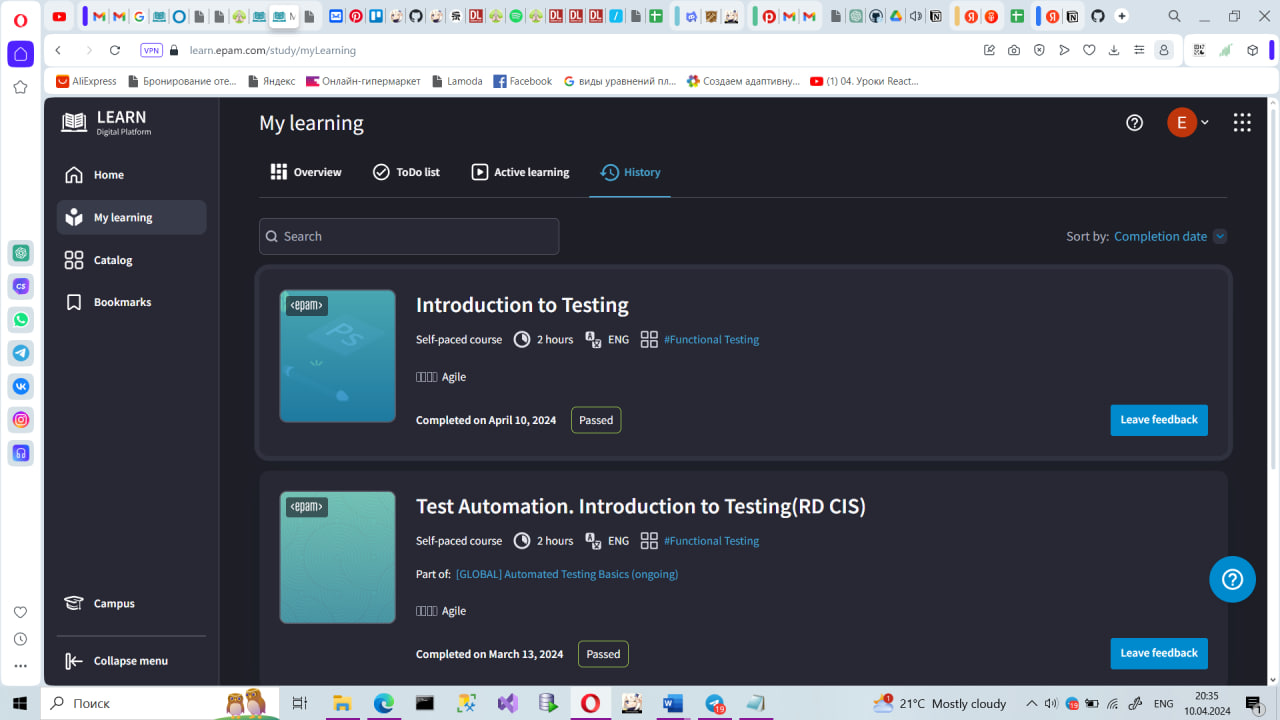 VPN learn.epam.com/study/myLearning
AliExpress Бронирование оте... Яндекс Онлайн-гипермаркет Lamoda Facebook виды уравнений пл... Создаем адаптивну... (1) 04. Уроки React...
LEARN
Digital Platform
My learning
E
Home
My learning
Catalog
Bookmarks
Campus
Collapse menu
Overview ToDo list Active learning History
Search
Sort by: Completion date
<epam>
Introduction to Testing
Self-paced course 2 hours ENG #Functional Testing
Agile
Completed on April 10, 2024 Passed Leave feedback
<epam>
Test Automation. Introduction to Testing(RD CIS)
Self-paced course 2 hours ENG #Functional Testing
Part of: [GLOBAL] Automated Testing Basics (ongoing)
Agile
Completed on March 13, 2024 Passed Leave feedback
Поиск
21°C Mostly cloudy
ENG
20:35
10.04.2024